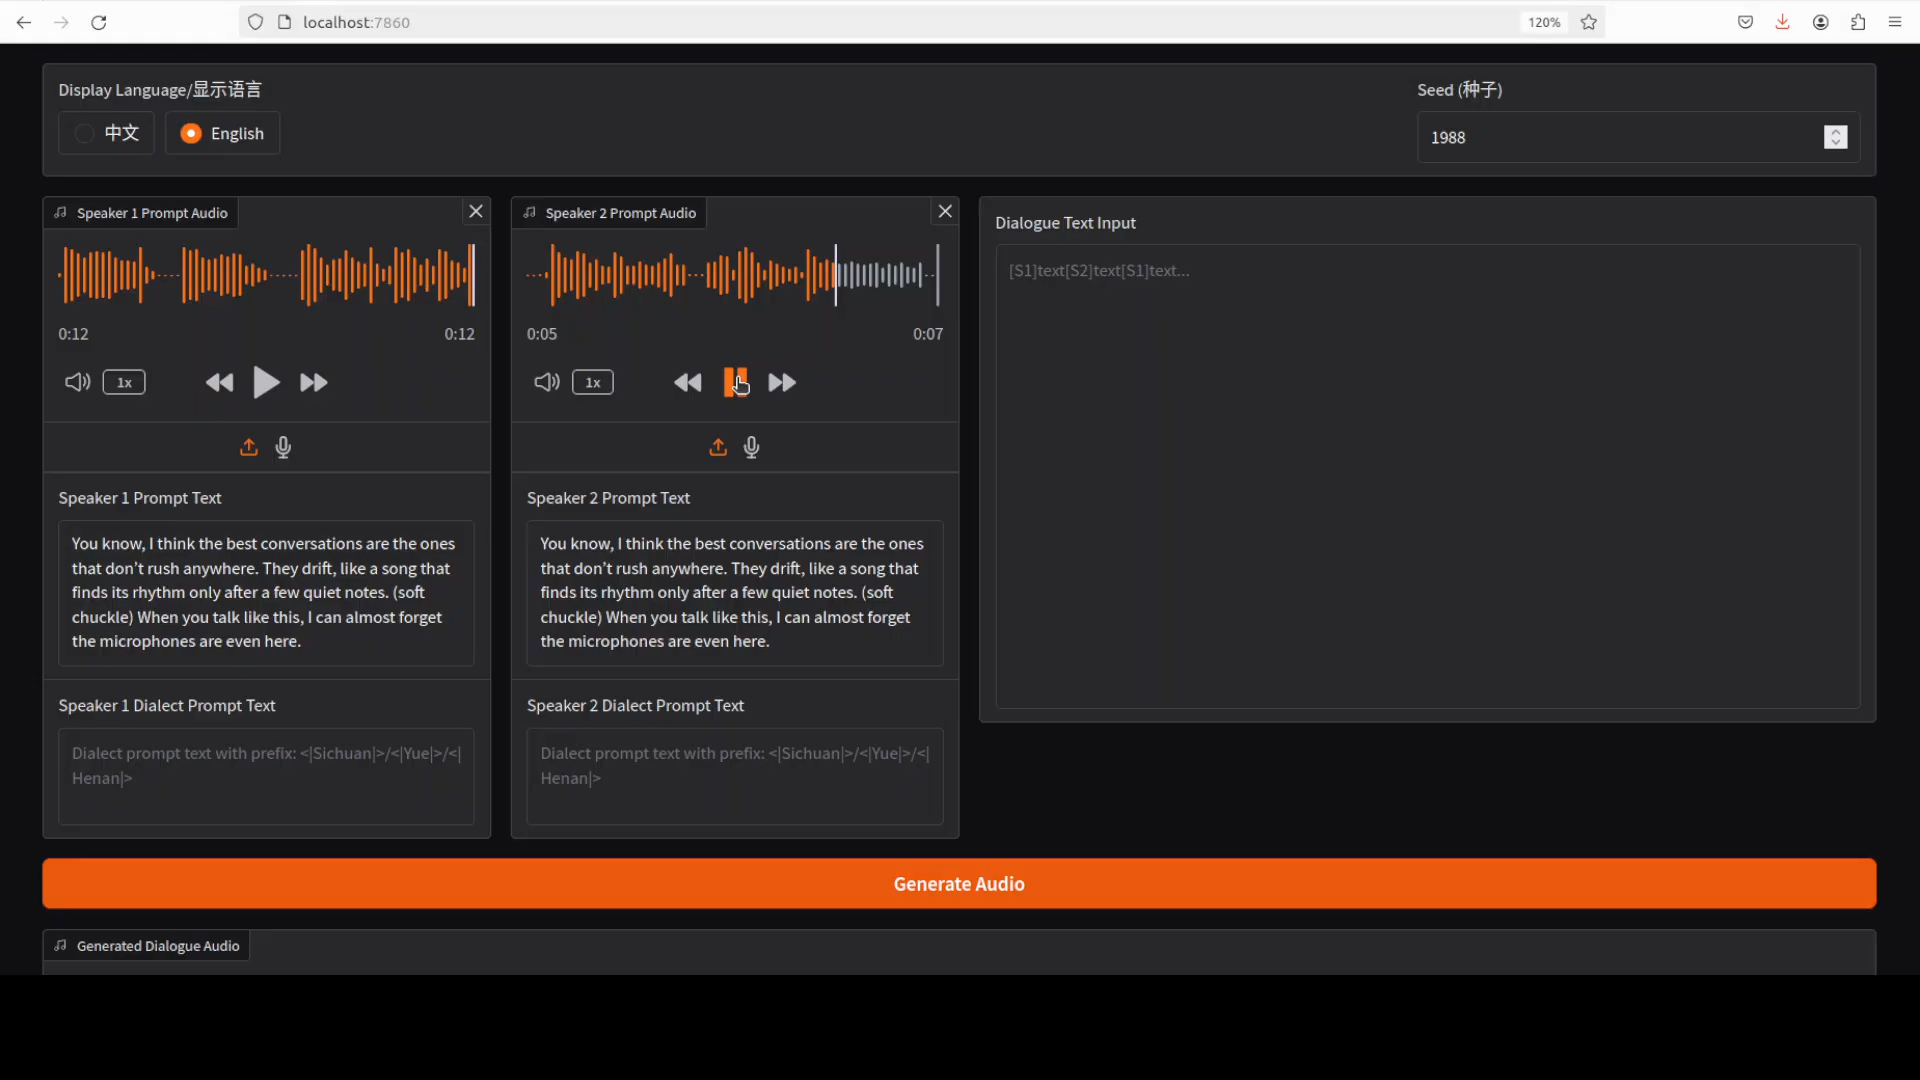 localhost:7860
120%
Display Language/显示语言
中文
English
Seed (种子)
1988
Speaker 1 Prompt Audio
0:12
0:12
1x
Speaker 1 Prompt Text
You know, I think the best conversations are the ones
that don’t rush anywhere. They drift, like a song that
finds its rhythm only after a few quiet notes. (soft
chuckle) When you talk like this, I can almost forget
the microphones are even here.
Speaker 1 Dialect Prompt Text
Dialect prompt text with prefix: <|Sichuan|>/<|Yue|>/<|
Henan|>
Speaker 2 Prompt Audio
0:05
0:07
1x
Speaker 2 Prompt Text
You know, I think the best conversations are the ones
that don’t rush anywhere. They drift, like a song that
finds its rhythm only after a few quiet notes. (soft
chuckle) When you talk like this, I can almost forget
the microphones are even here.
Speaker 2 Dialect Prompt Text
Dialect prompt text with prefix: <|Sichuan|>/<|Yue|>/<|
Henan|>
Dialogue Text Input
[S1]text[S2]text[S1]text...
Generate Audio
Generated Dialogue Audio